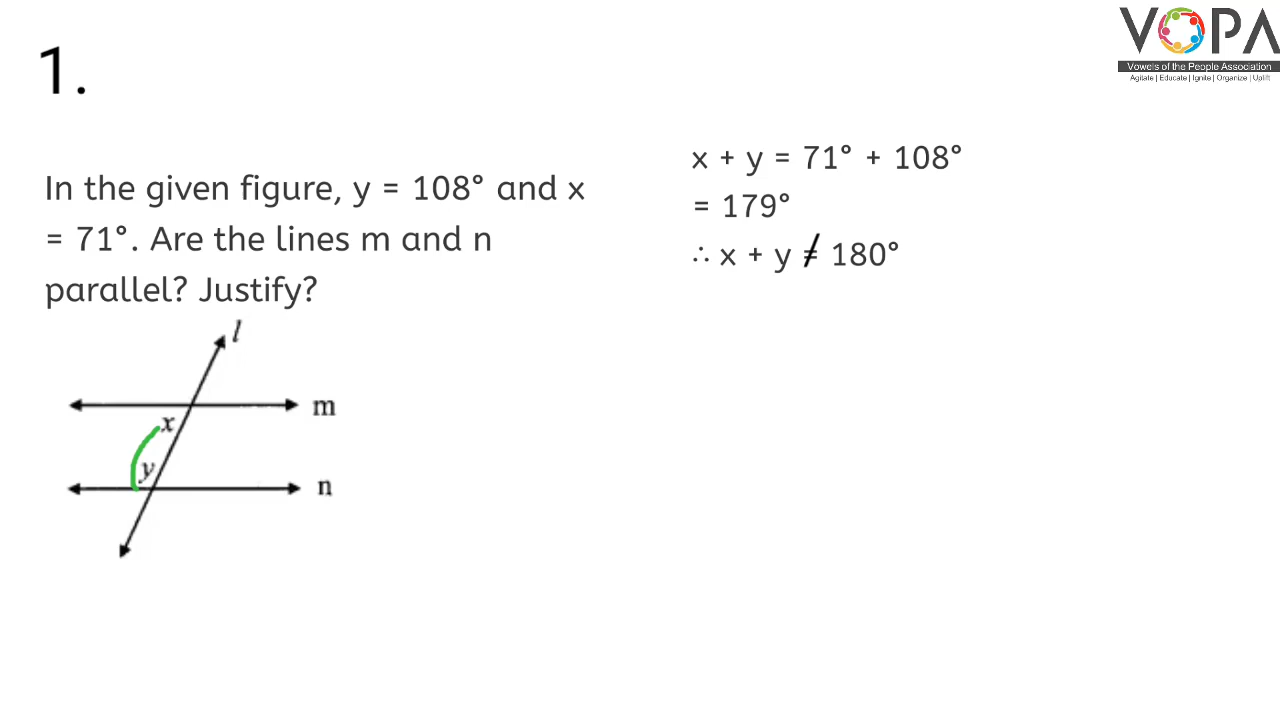 VOPA
Vowels of the People Association
Agitate | Educate | Ignite | Organize | Uplift
1.
In the given figure, y = 108° and x
= 71°. Are the lines m and n
parallel? Justify?
l
m
x
y
n
x + y = 71° + 108°
= 179°
∴ x + y ≠ 180°